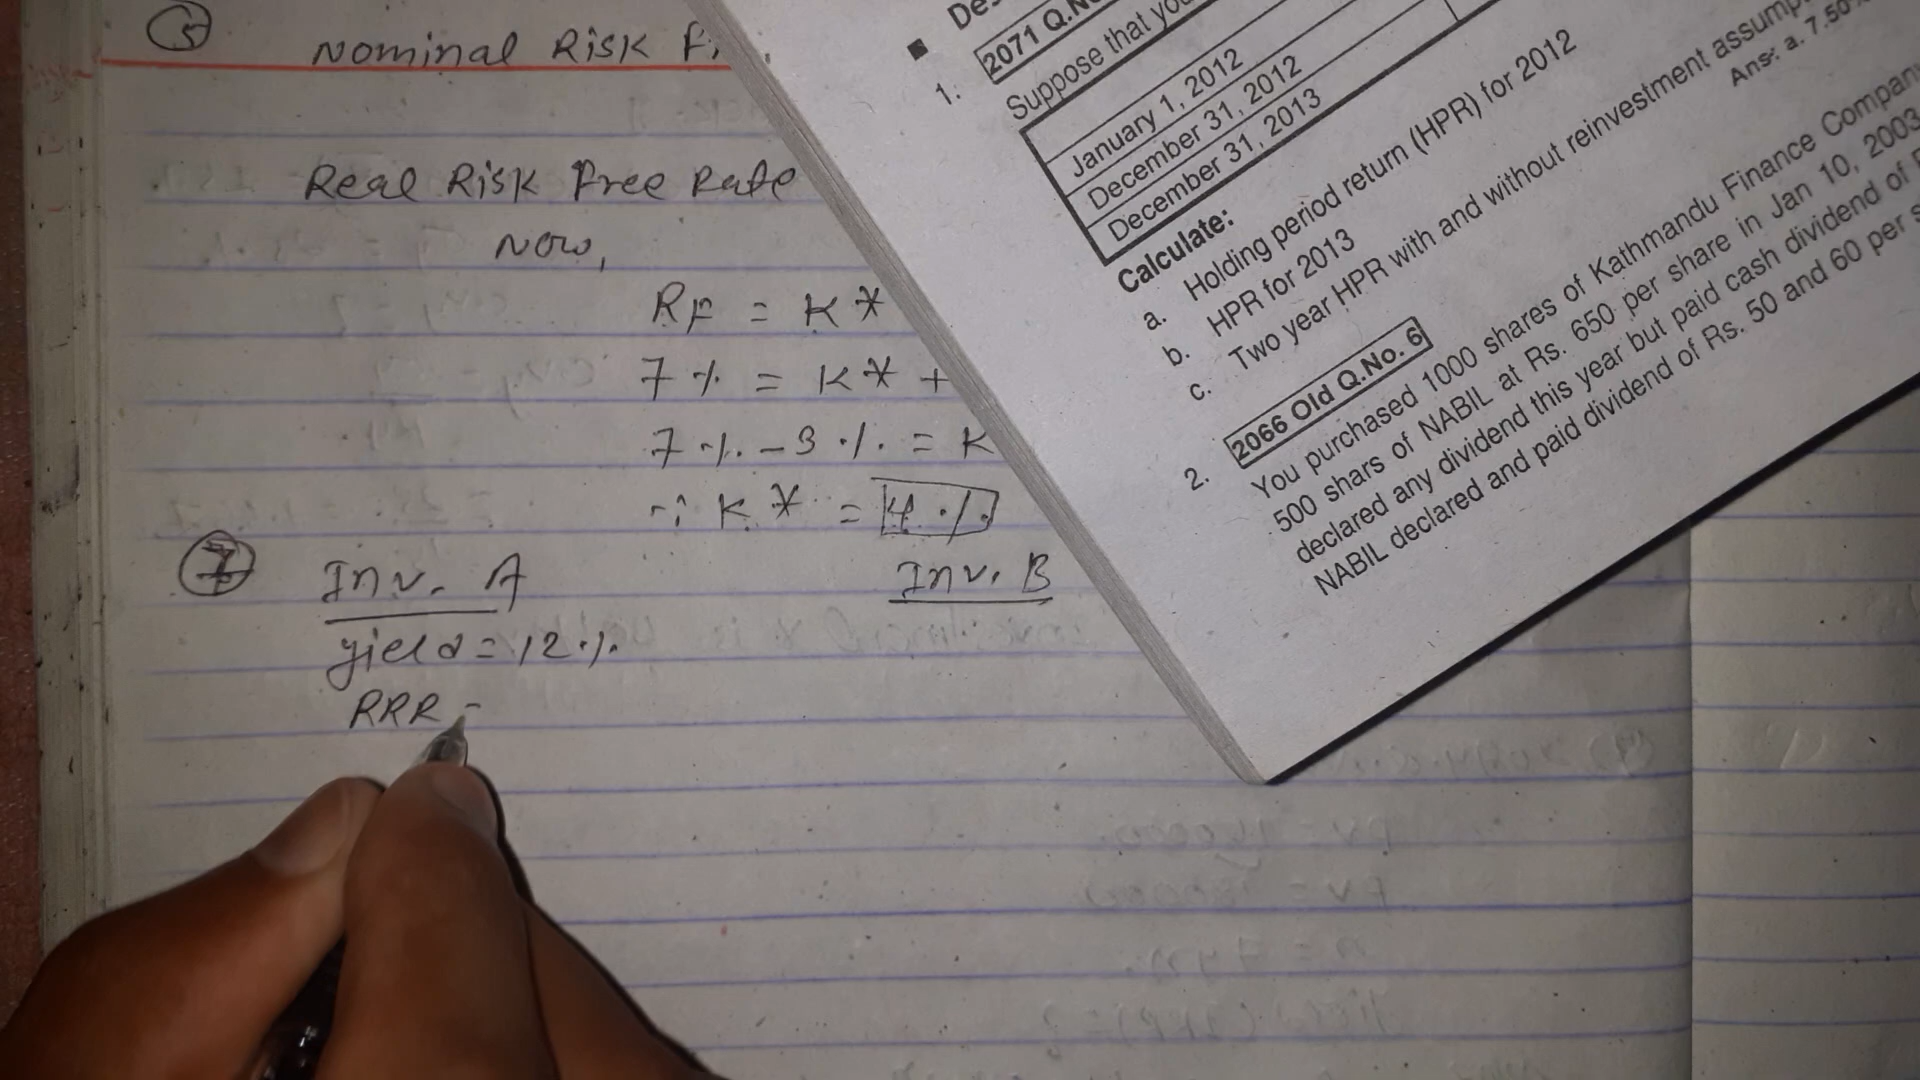 5
Nominal Risk
Real Risk Free Rate
Now,
RF = K*
7% = K* +
7% - 3% = K
∴ K* = 4%
7
Inv. A Inv. B
yield = 12%
RRR =
2071
1.
Suppose that you
January 1, 2012
December 31, 2012
December 31, 2013
Calculate:
a. Holding period return (HPR) for 2012
b. HPR for 2013
c. Two year HPR with and without reinvestment
Ans: a. 7.50
2066 Old Q.No. 6
2. You purchased 1000 shares of Kathmandu Finance
500 shars of NABIL at Rs. 650 per share in Jan 10, 2003
declared any dividend this year but paid cash dividend of
NABIL declared and paid dividend of Rs. 50 and 60 per